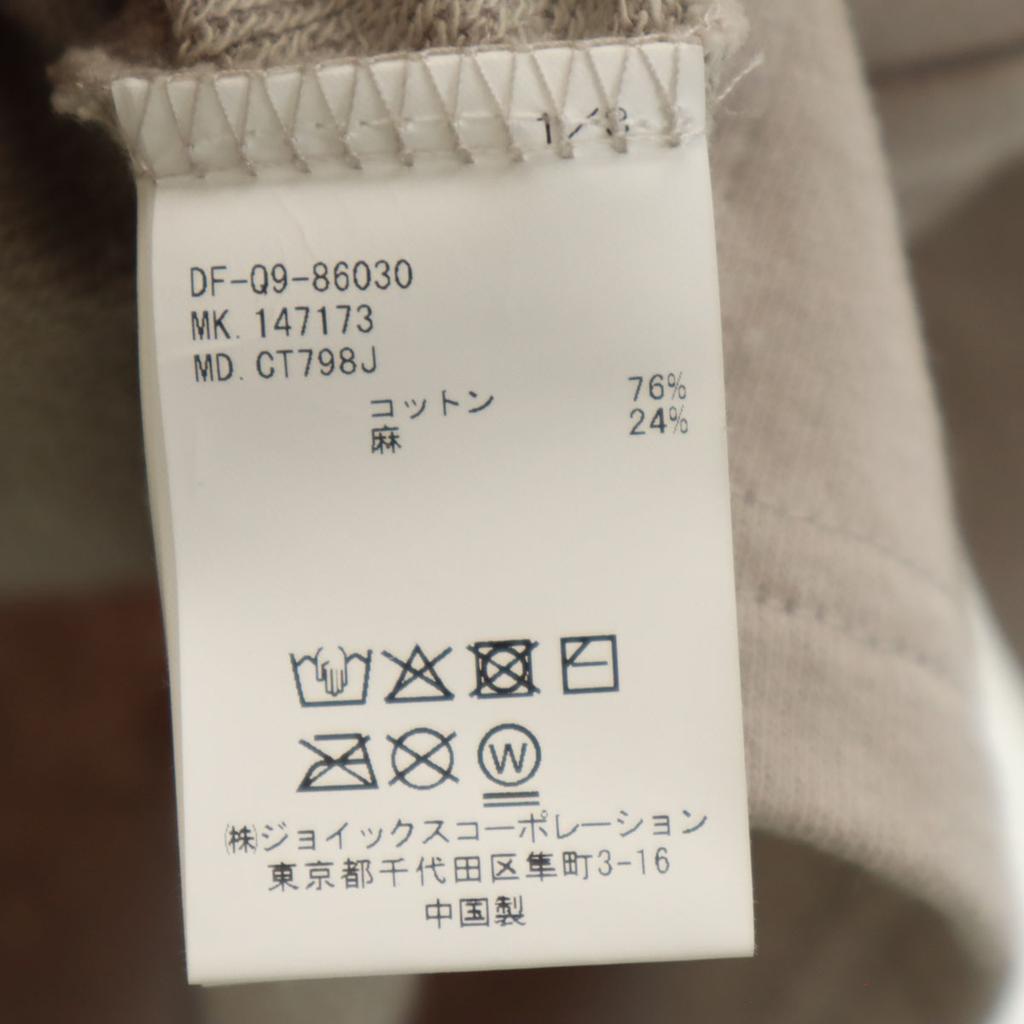 1/3
DF-Q9-86030
MK. 147173
MD. CT798J
コットン 76%
麻 24%
W
㈱ジョイックスコーポレーション
東京都千代田区隼町3-16
中国製